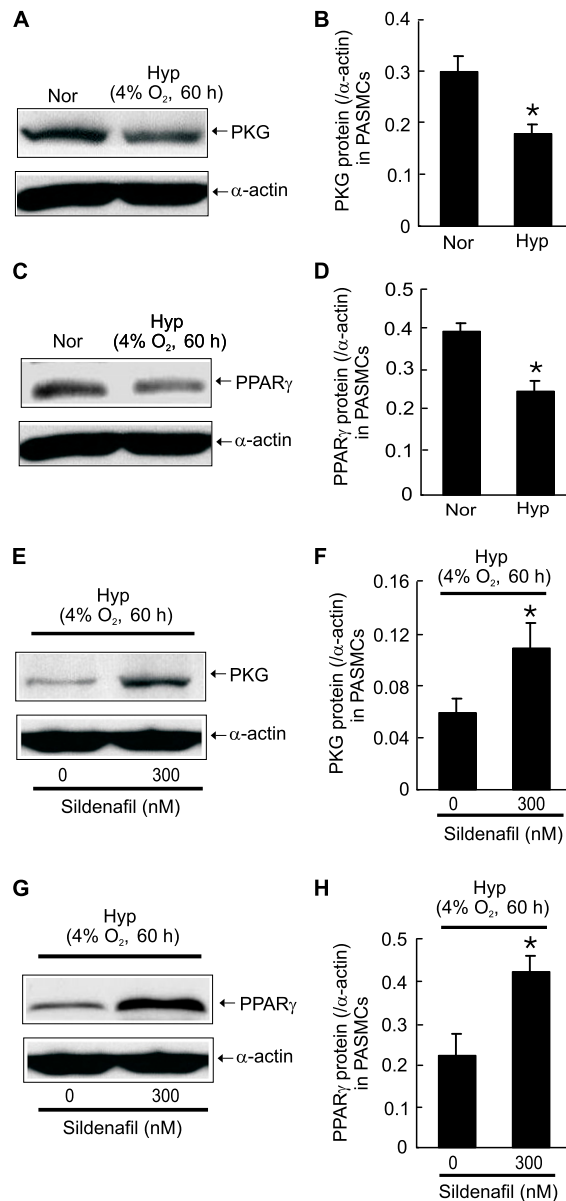 A
Nor
Hyp
(4% O₂, 60 h)
←PKG
←α-actin
B
PKG protein (/α-actin)
in PASMCs
0.4
0.3
0.2
0.1
0
*
Nor
Hyp
C
Nor
Hyp
(4% O₂, 60 h)
←PPARγ
←α-actin
D
PPARγ protein (/α-actin)
in PASMCs
0.5
0.4
0.3
0.2
0.1
0
*
Nor
Hyp
E
Hyp
(4% O₂, 60 h)
←PKG
←α-actin
0
300
Sildenafil (nM)
F
Hyp
(4% O₂, 60 h)
PKG protein (/α-actin)
in PASMCs
0.16
0.12
0.08
0.04
0
*
0
300
Sildenafil (nM)
G
Hyp
(4% O₂, 60 h)
←PPARγ
←α-actin
0
300
Sildenafil (nM)
H
Hyp
(4% O₂, 60 h)
PPARγ protein (/α-actin)
in PASMCs
0.5
0.4
0.3
0.2
0.1
0
*
0
300
Sildenafil (nM)